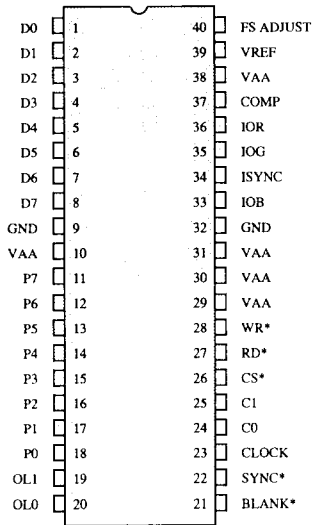 D0 1 40 FS ADJUST
D1 2 39 VREF
D2 3 38 VAA
D3 4 37 COMP
D4 5 36 IOR
D5 6 35 IOG
D6 7 34 ISYNC
D7 8 33 IOB
GND 9 32 GND
VAA 10 31 VAA
P7 11 30 VAA
P6 12 29 VAA
P5 13 28 WR*
P4 14 27 RD*
P3 15 26 CS*
P2 16 25 C1
P1 17 24 C0
P0 18 23 CLOCK
OL1 19 22 SYNC*
OL0 20 21 BLANK*